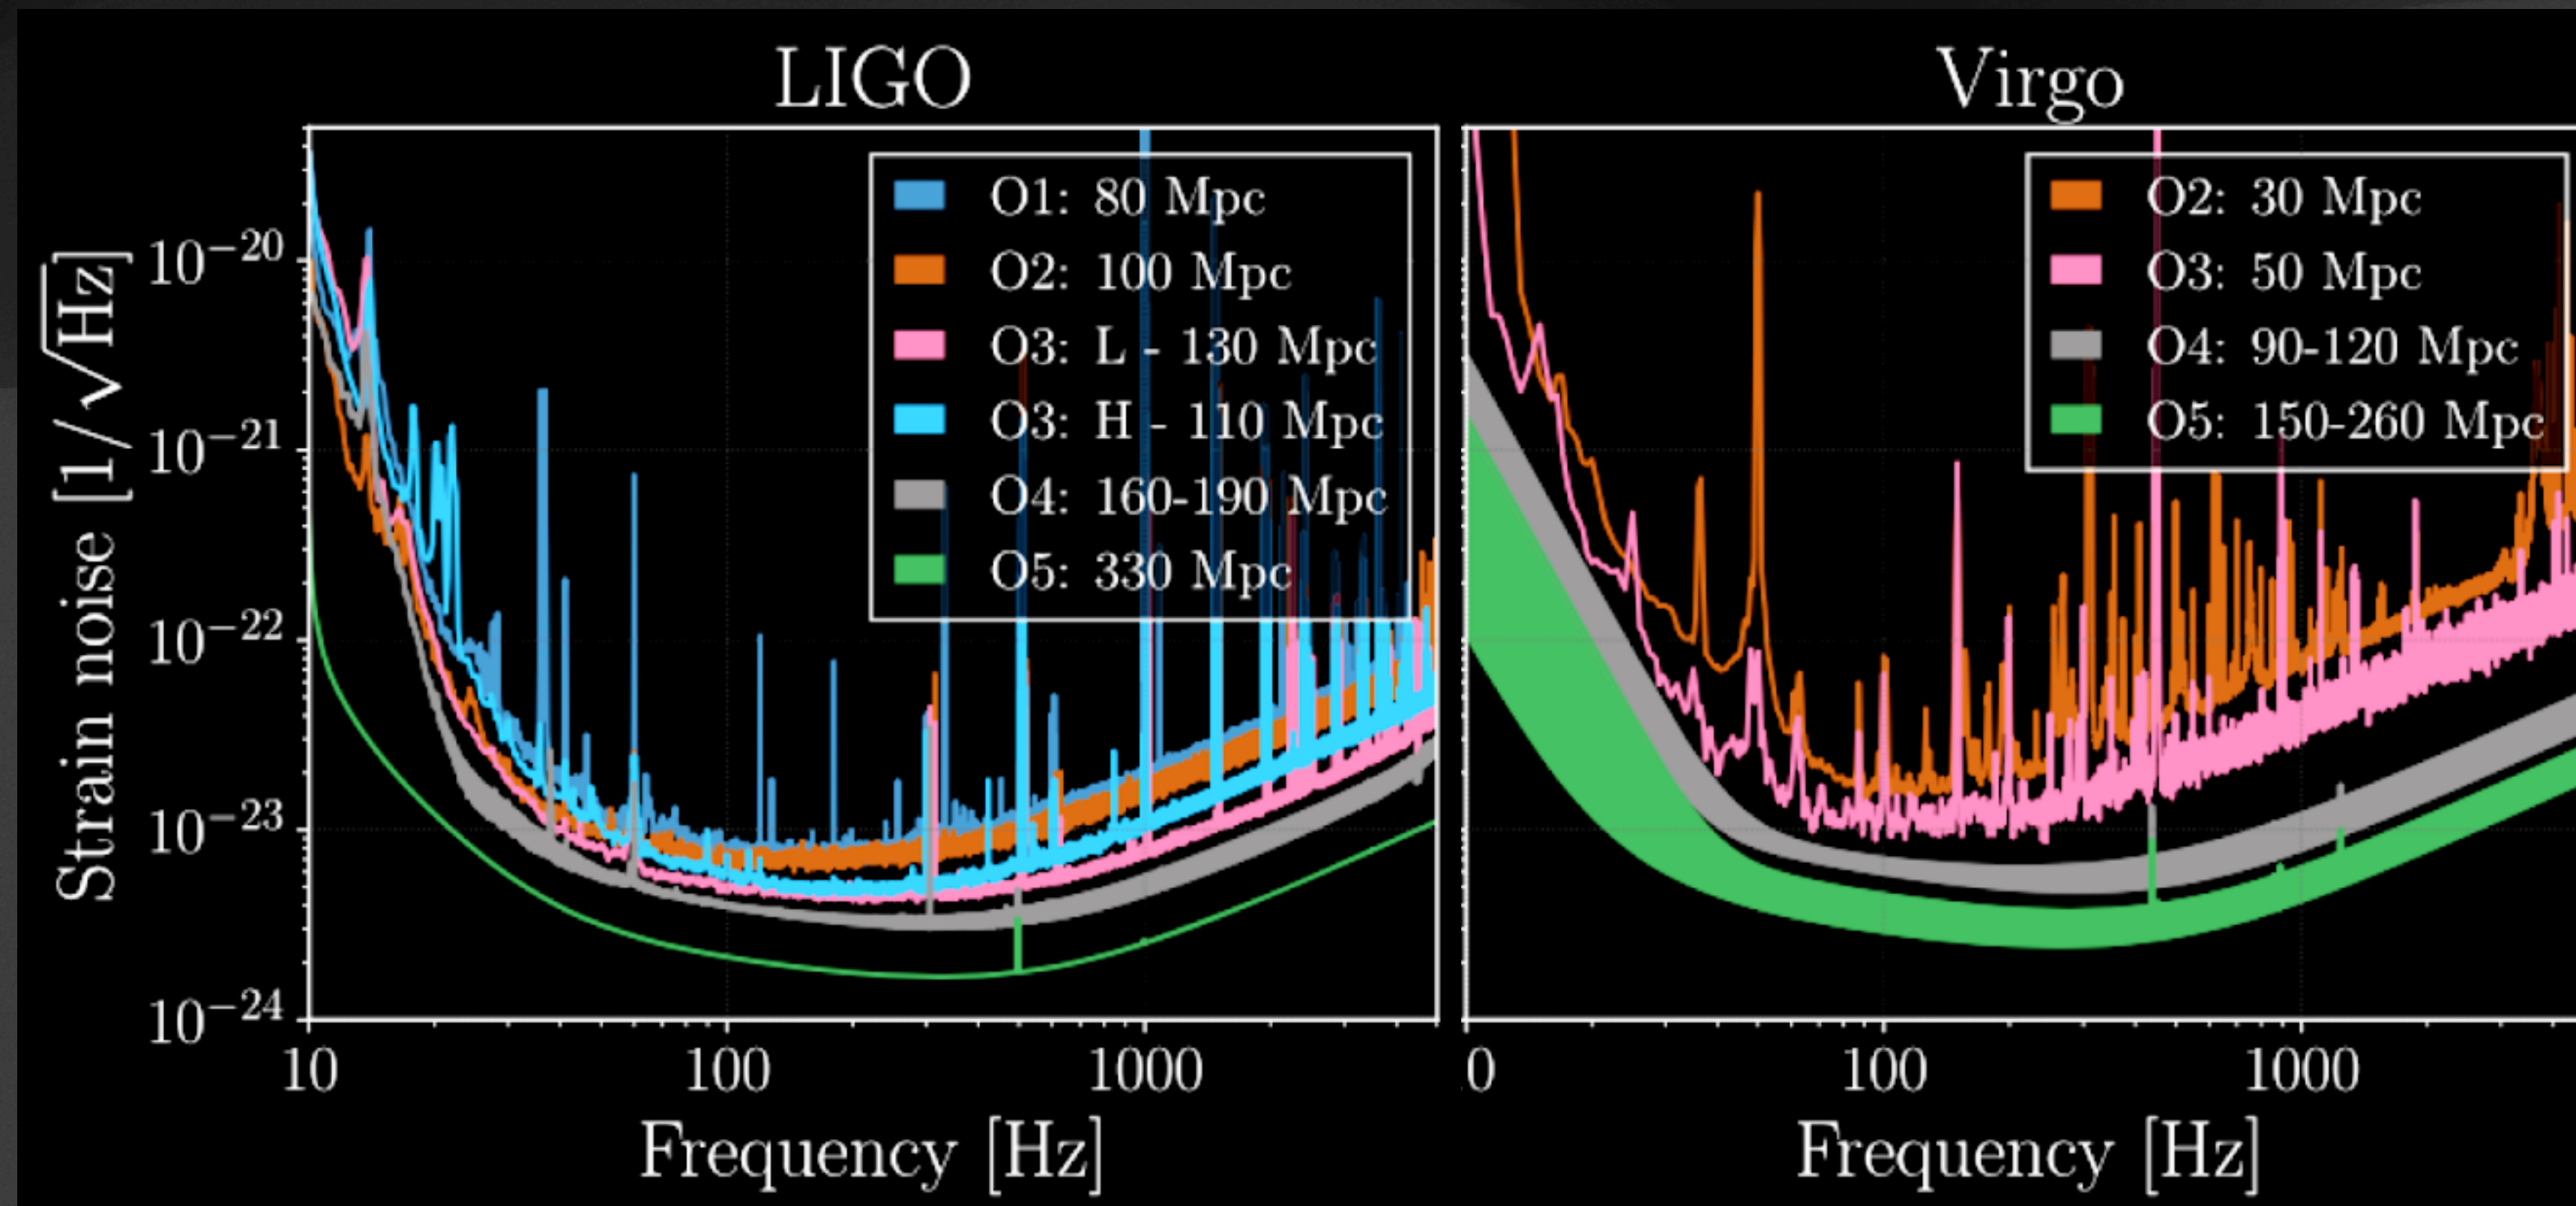 LIGO
O1: 80 Mpc
O2: 100 Mpc
O3: L - 130 Mpc
O3: H - 110 Mpc
O4: 160-190 Mpc
O5: 330 Mpc
Strain noise [1/√Hz]
10⁻²⁰
10⁻²¹
10⁻²²
10⁻²³
10⁻²⁴
10
100
1000
Frequency [Hz]
Virgo
O2: 30 Mpc
O3: 50 Mpc
O4: 90-120 Mpc
O5: 150-260 Mpc
0
100
1000
Frequency [Hz]